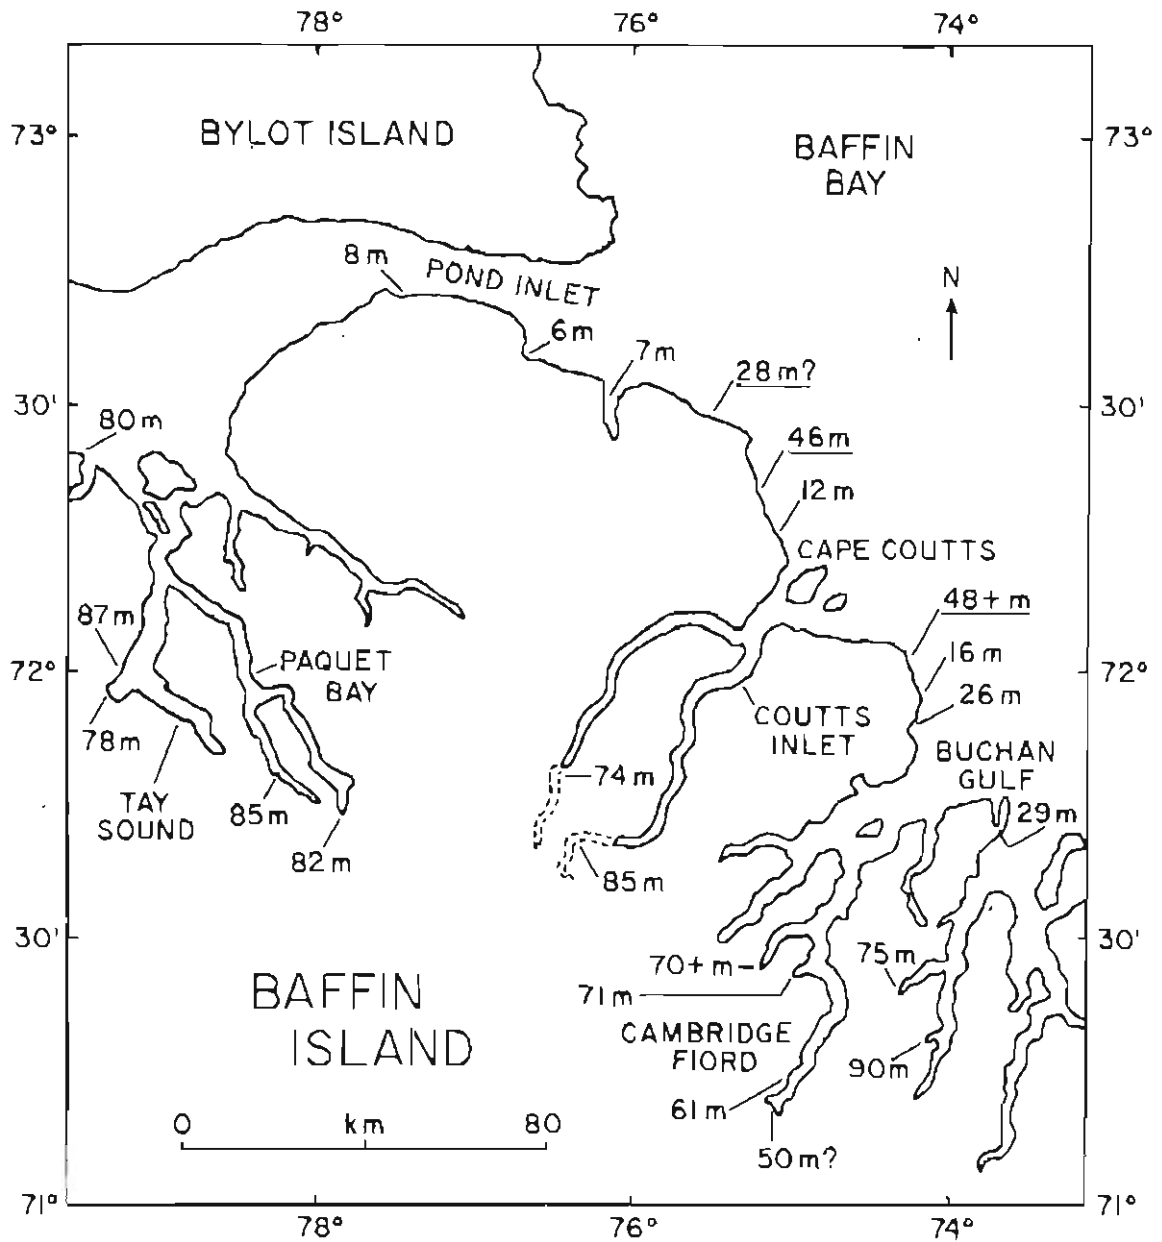 78° 76° 74°
73° 73°
BYLOT ISLAND
BAFFIN
BAY
8 m
POND INLET
N
6 m
7 m
28 m?
30' 30'
80 m
46 m
12 m
CAPE COUTTS
48+ m
87 m
16 m
PAQUET
BAY
72° 72°
26 m
COUTTS
INLET
78 m
BUCHAN
GULF
74 m
TAY
SOUND
85 m
29 m
82 m
85 m
30' 30'
70+ m
75 m
71 m
BAFFIN
ISLAND
CAMBRIDGE
FIORD
90 m
61 m
0 km 80
50 m?
71° 71°
78° 76° 74°